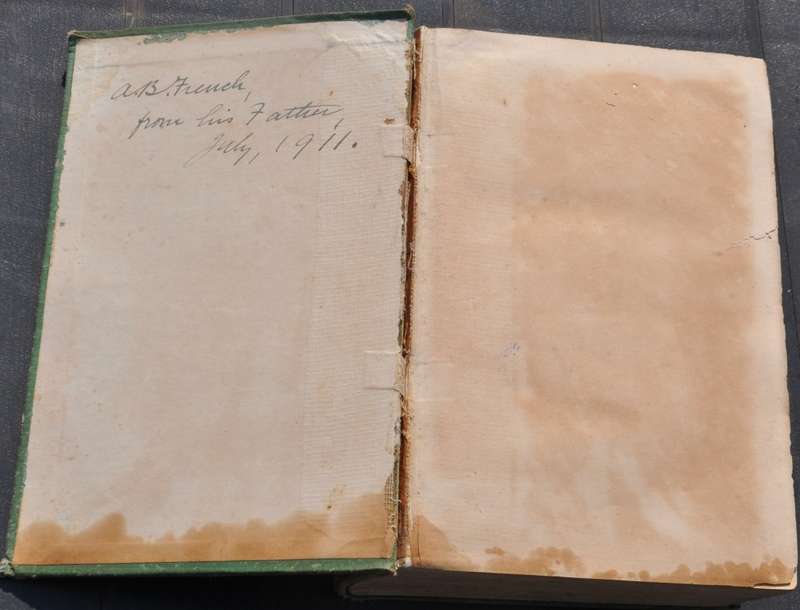 A.B. French,
from his Father,
July, 1911.